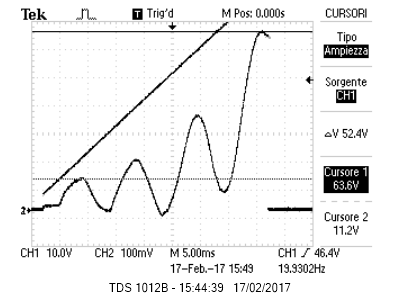 Tek T Trig'd M Pos: 0.000s CURSORI
Tipo
Ampiezza
Sorgente
CH1
△V 52.4V
Cursore 1
63.6V
Cursore 2
11.2V
2
CH1 10.0V CH2 100mV M 5.00ms CH1 / 46.4V
17-Feb.-17 15:49 19.3302Hz
TDS 1012B - 15:44:39 17/02/2017